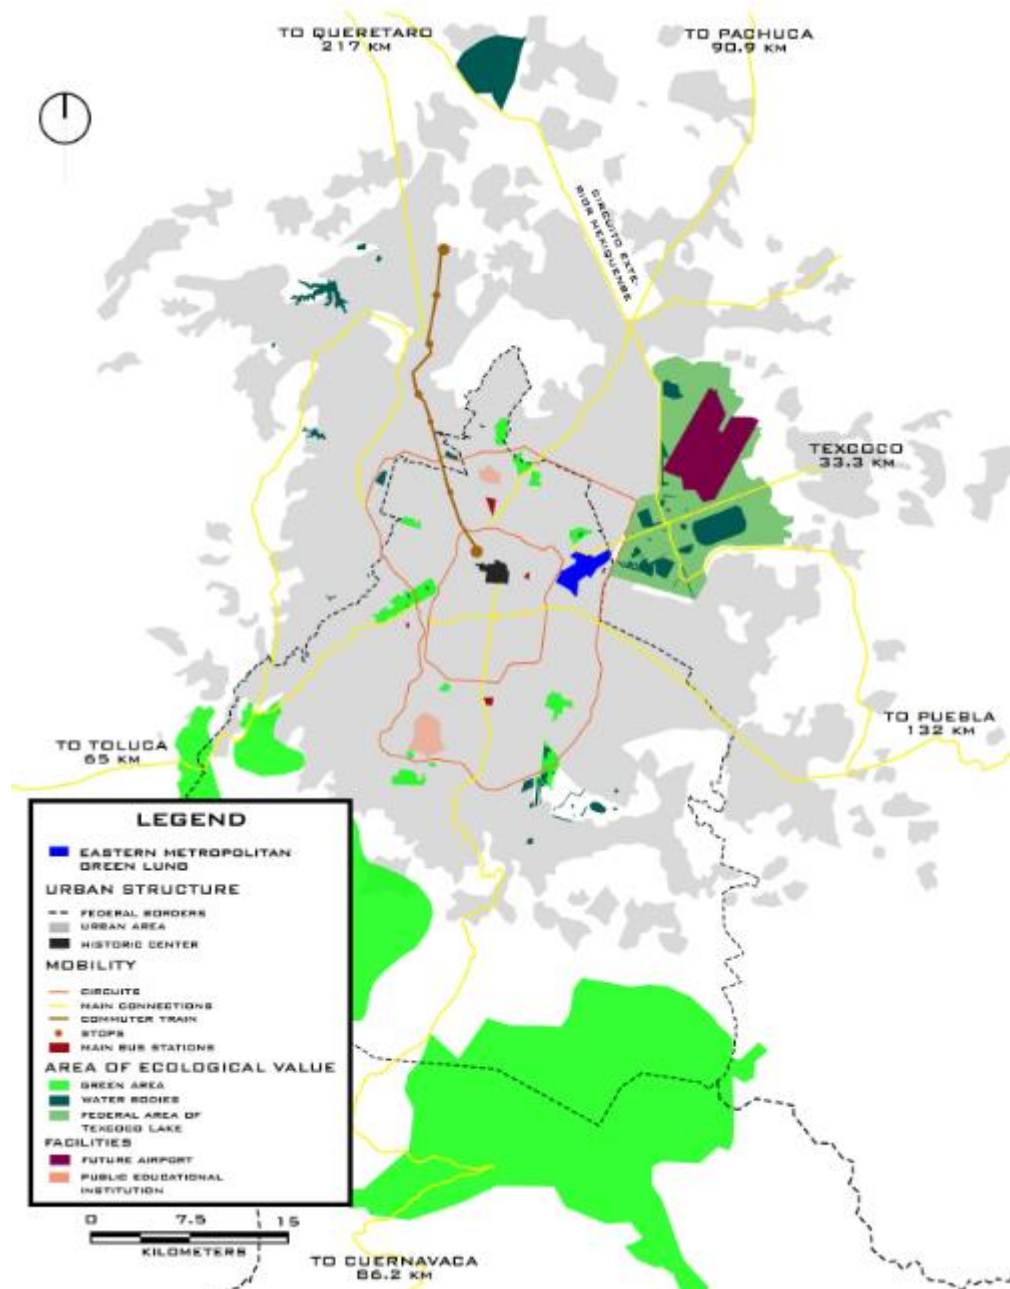 TO QUERETARO
217 KM
TO PACHUCA
90.9 KM
CIRCUITO EXTE-
RIOR MEXIQUENSE
TEXCOCO
33.3 KM
TO PUEBLA
132 KM
TO TOLUCA
65 KM
LEGEND
EASTERN METROPOLITAN
GREEN LUNG
URBAN STRUCTURE
FEDERAL BORDERS
URBAN AREA
HISTORIC CENTER
MOBILITY
CIRCUITS
MAIN CONNECTIONS
COMMUTER TRAIN
STOPS
MAIN BUS STATIONS
AREA OF ECOLOGICAL VALUE
GREEN AREA
WATER BODIES
FEDERAL AREA OF
TEXCOCO LAKE
FACILITIES
FUTURE AIRPORT
PUBLIC EDUCATIONAL
INSTITUTION
0 7.5 15
KILOMETERS
TO CUERNAVACA
86.2 KM